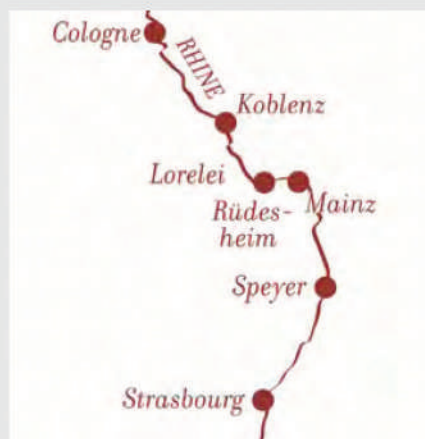 Cologne
RHINE
Koblenz
Lorelei
Mainz
Rüdes-
heim
Speyer
Strasbourg